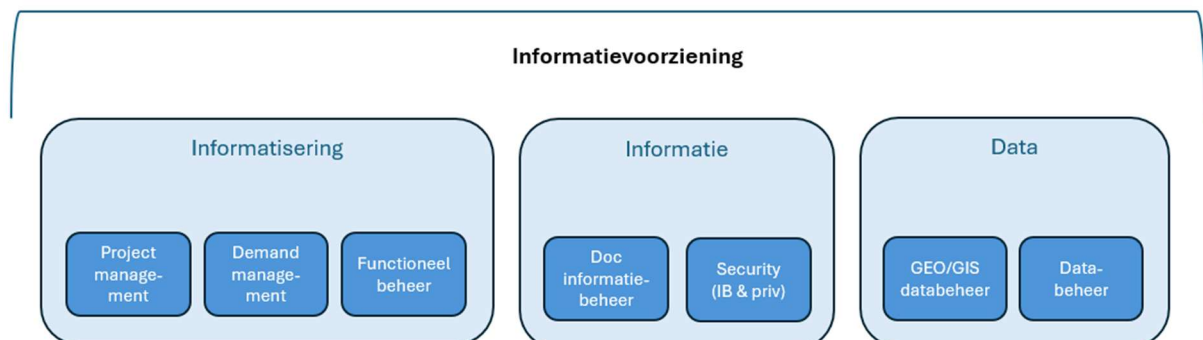 Informatievoorziening
Informatisering
Project
manage-
ment
Demand
manage-
ment
Functioneel
beheer
Informatie
Doc
informatie-
beheer
Security
(IB & priv)
Data
GEO/GIS
databeheer
Data-
beheer